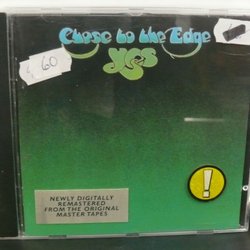 Close to the Edge
yes
60
NEWLY DIGITALLY
REMASTERED
FROM THE ORIGINAL
MASTER TAPES
!